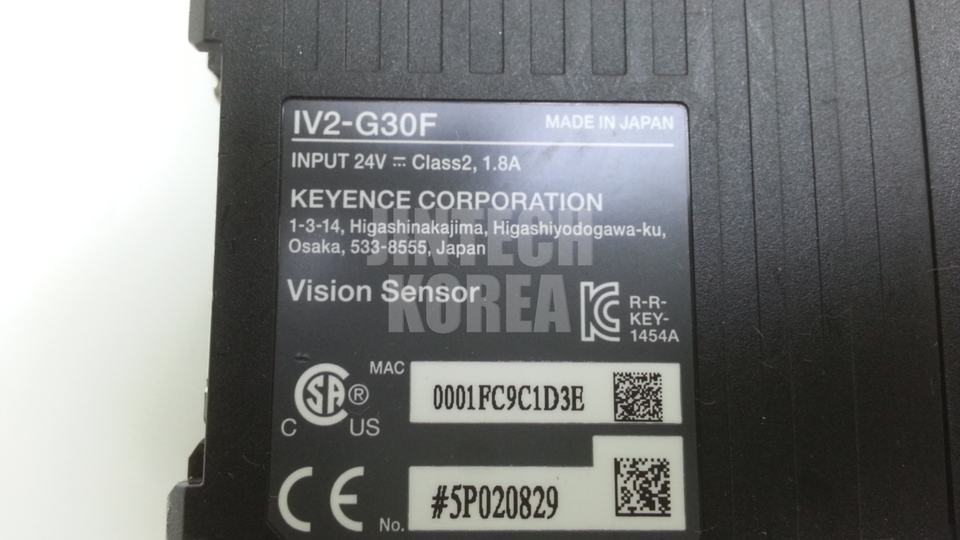 IV2-G30F MADE IN JAPAN
INPUT 24V ⎓ Class2, 1.8A
KEYENCE CORPORATION
1-3-14, Higashinakajima, Higashiyodogawa-ku,
Osaka, 533-8555, Japan
JINTECH
KOREA
Vision Sensor
R-R-
KEY-
1454A
MAC 0001FC9C1D3E
SA ®
C US
CE No. #5P020829